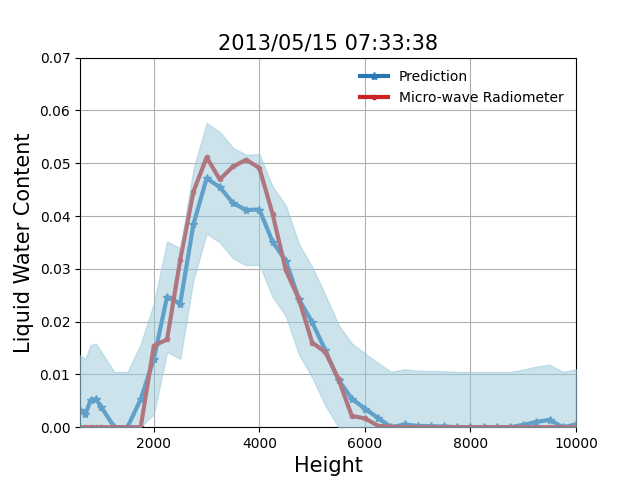 2013/05/15 07:33:38
Prediction
Micro-wave Radiometer
Liquid Water Content
0.07
0.06
0.05
0.04
0.03
0.02
0.01
0.00
2000 4000 6000 8000 10000
Height